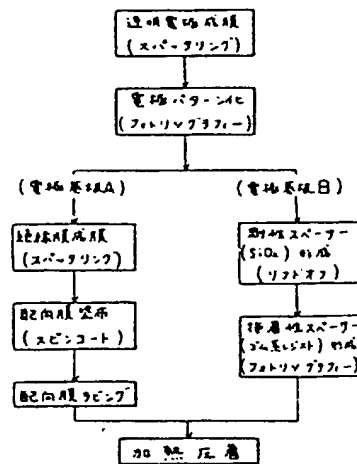 透明電極成膜
(スパータリング)
電極パターン化
(フォトリソグラフィー)
(電極基板A)
(電極基板B)
絶縁膜成膜
(スパータリング)
剛性スペーサー
(SiO₂)形成
(リフトオフ)
配向膜塗布
(スピンコート)
接着性スペーサー
(ゴム系レジスト)形成
(フォトリソグラフィー)
配向膜ラビング
加熱圧着